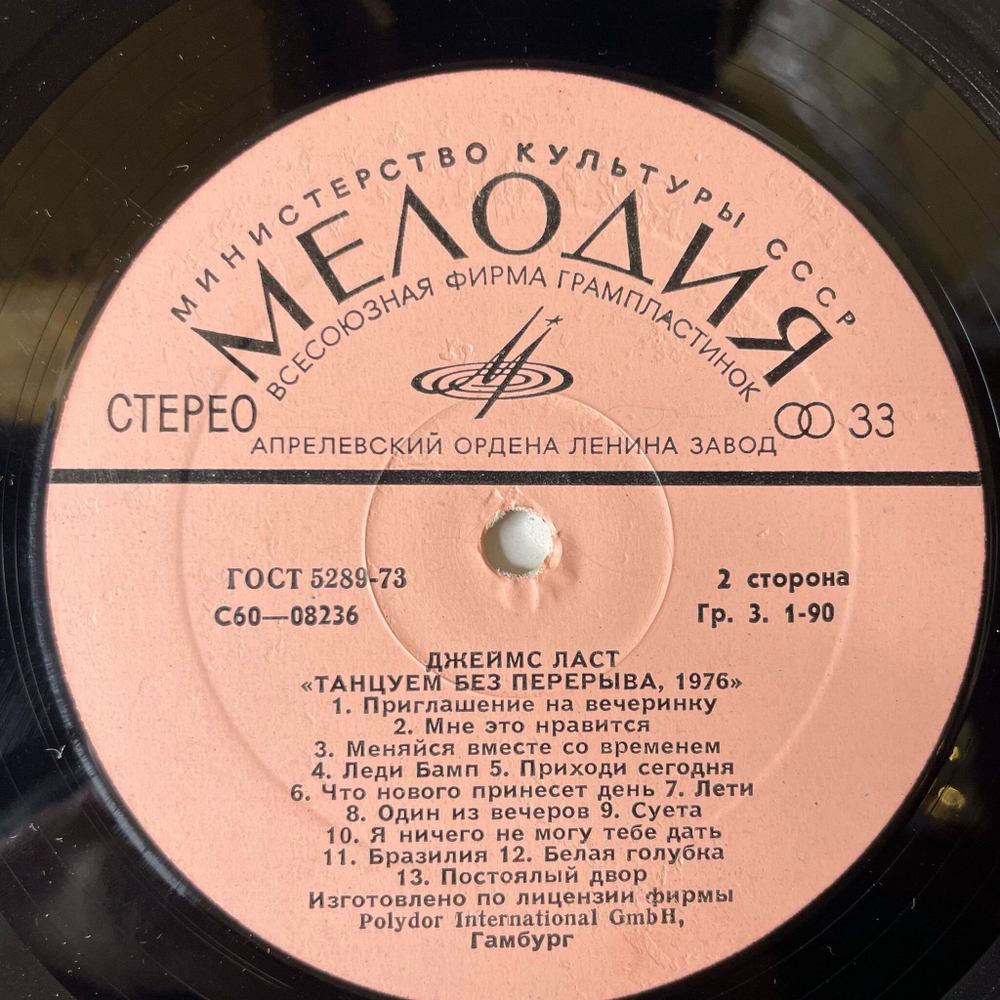 МИНИСТЕРСТВО КУЛЬТУРЫ СССР
МЕЛОДИЯ
ВСЕСОЮЗНАЯ ФИРМА ГРАМПЛАСТИНОК
СТЕРЕО
33
АПРЕЛЕВСКИЙ ОРДЕНА ЛЕНИНА ЗАВОД
ГОСТ 5289-73
2 сторона
С60—08236
Гр. 3. 1-90
ДЖЕЙМС ЛАСТ
«ТАНЦУЕМ БЕЗ ПЕРЕРЫВА, 1976»
1. Приглашение на вечеринку
2. Мне это нравится
3. Меняйся вместе со временем
4. Леди Бамп 5. Приходи сегодня
6. Что нового принесет день 7. Лети
8. Один из вечеров 9. Суета
10. Я ничего не могу тебе дать
11. Бразилия 12. Белая голубка
13. Постоялый двор
Изготовлено по лицензии фирмы
Polydor International GmbH,
Гамбург